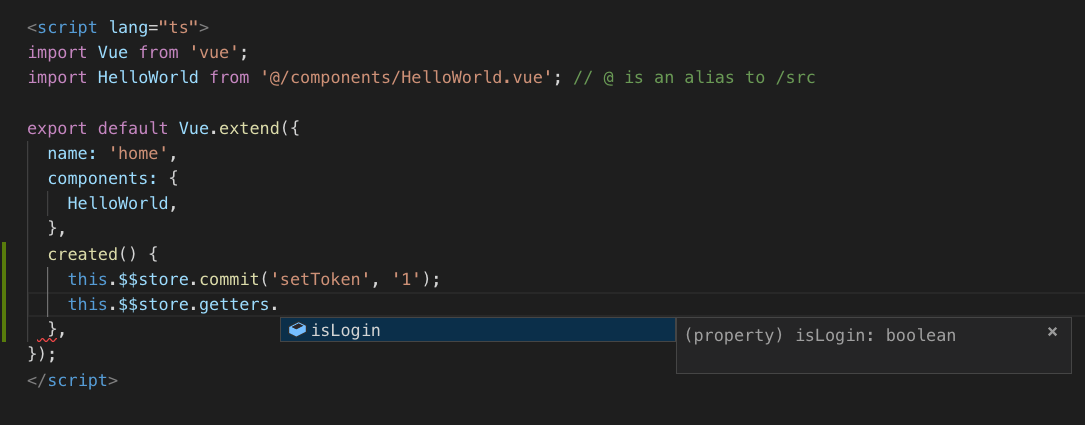 <script lang="ts">
import Vue from 'vue';
import HelloWorld from '@/components/HelloWorld.vue'; // @ is an alias to /src
export default Vue.extend({
  name: 'home',
  components: {
    HelloWorld,
  },
  created() {
    this.$$store.commit('setToken', '1');
    this.$$store.getters.
isLogin
(property) isLogin: boolean ×
  },
});
</script>